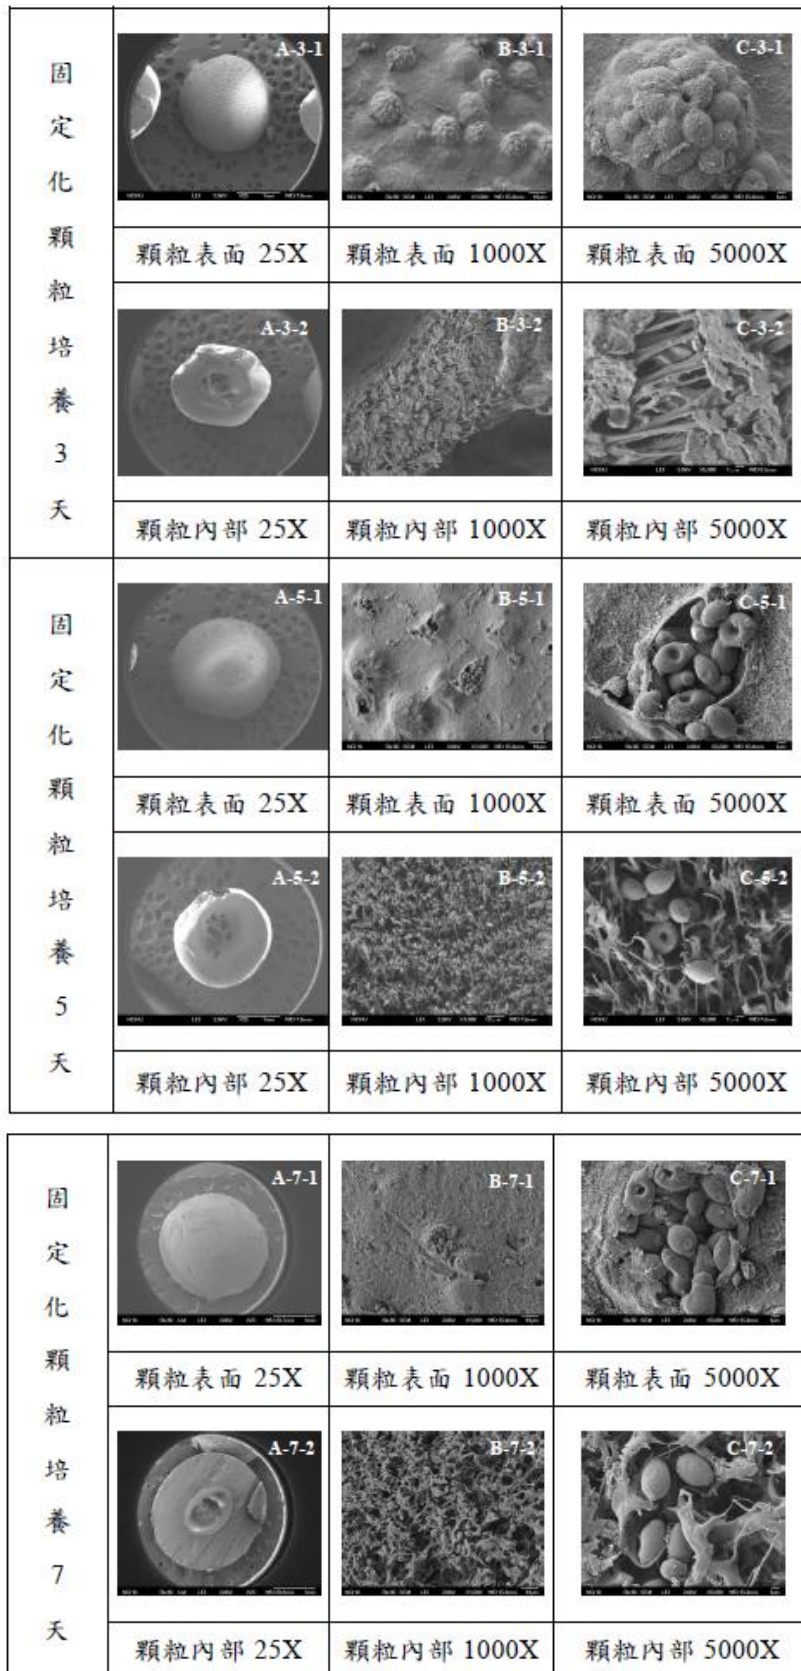 固定化顆粒培養3天
A-3-1 B-3-1 C-3-1
顆粒表面 25X 顆粒表面 1000X 顆粒表面 5000X
A-3-2 B-3-2 C-3-2
顆粒內部 25X 顆粒內部 1000X 顆粒內部 5000X
固定化顆粒培養5天
A-5-1 B-5-1 C-5-1
顆粒表面 25X 顆粒表面 1000X 顆粒表面 5000X
A-5-2 B-5-2 C-5-2
顆粒內部 25X 顆粒內部 1000X 顆粒內部 5000X
固定化顆粒培養7天
A-7-1 B-7-1 C-7-1
顆粒表面 25X 顆粒表面 1000X 顆粒表面 5000X
A-7-2 B-7-2 C-7-2
顆粒內部 25X 顆粒內部 1000X 顆粒內部 5000X